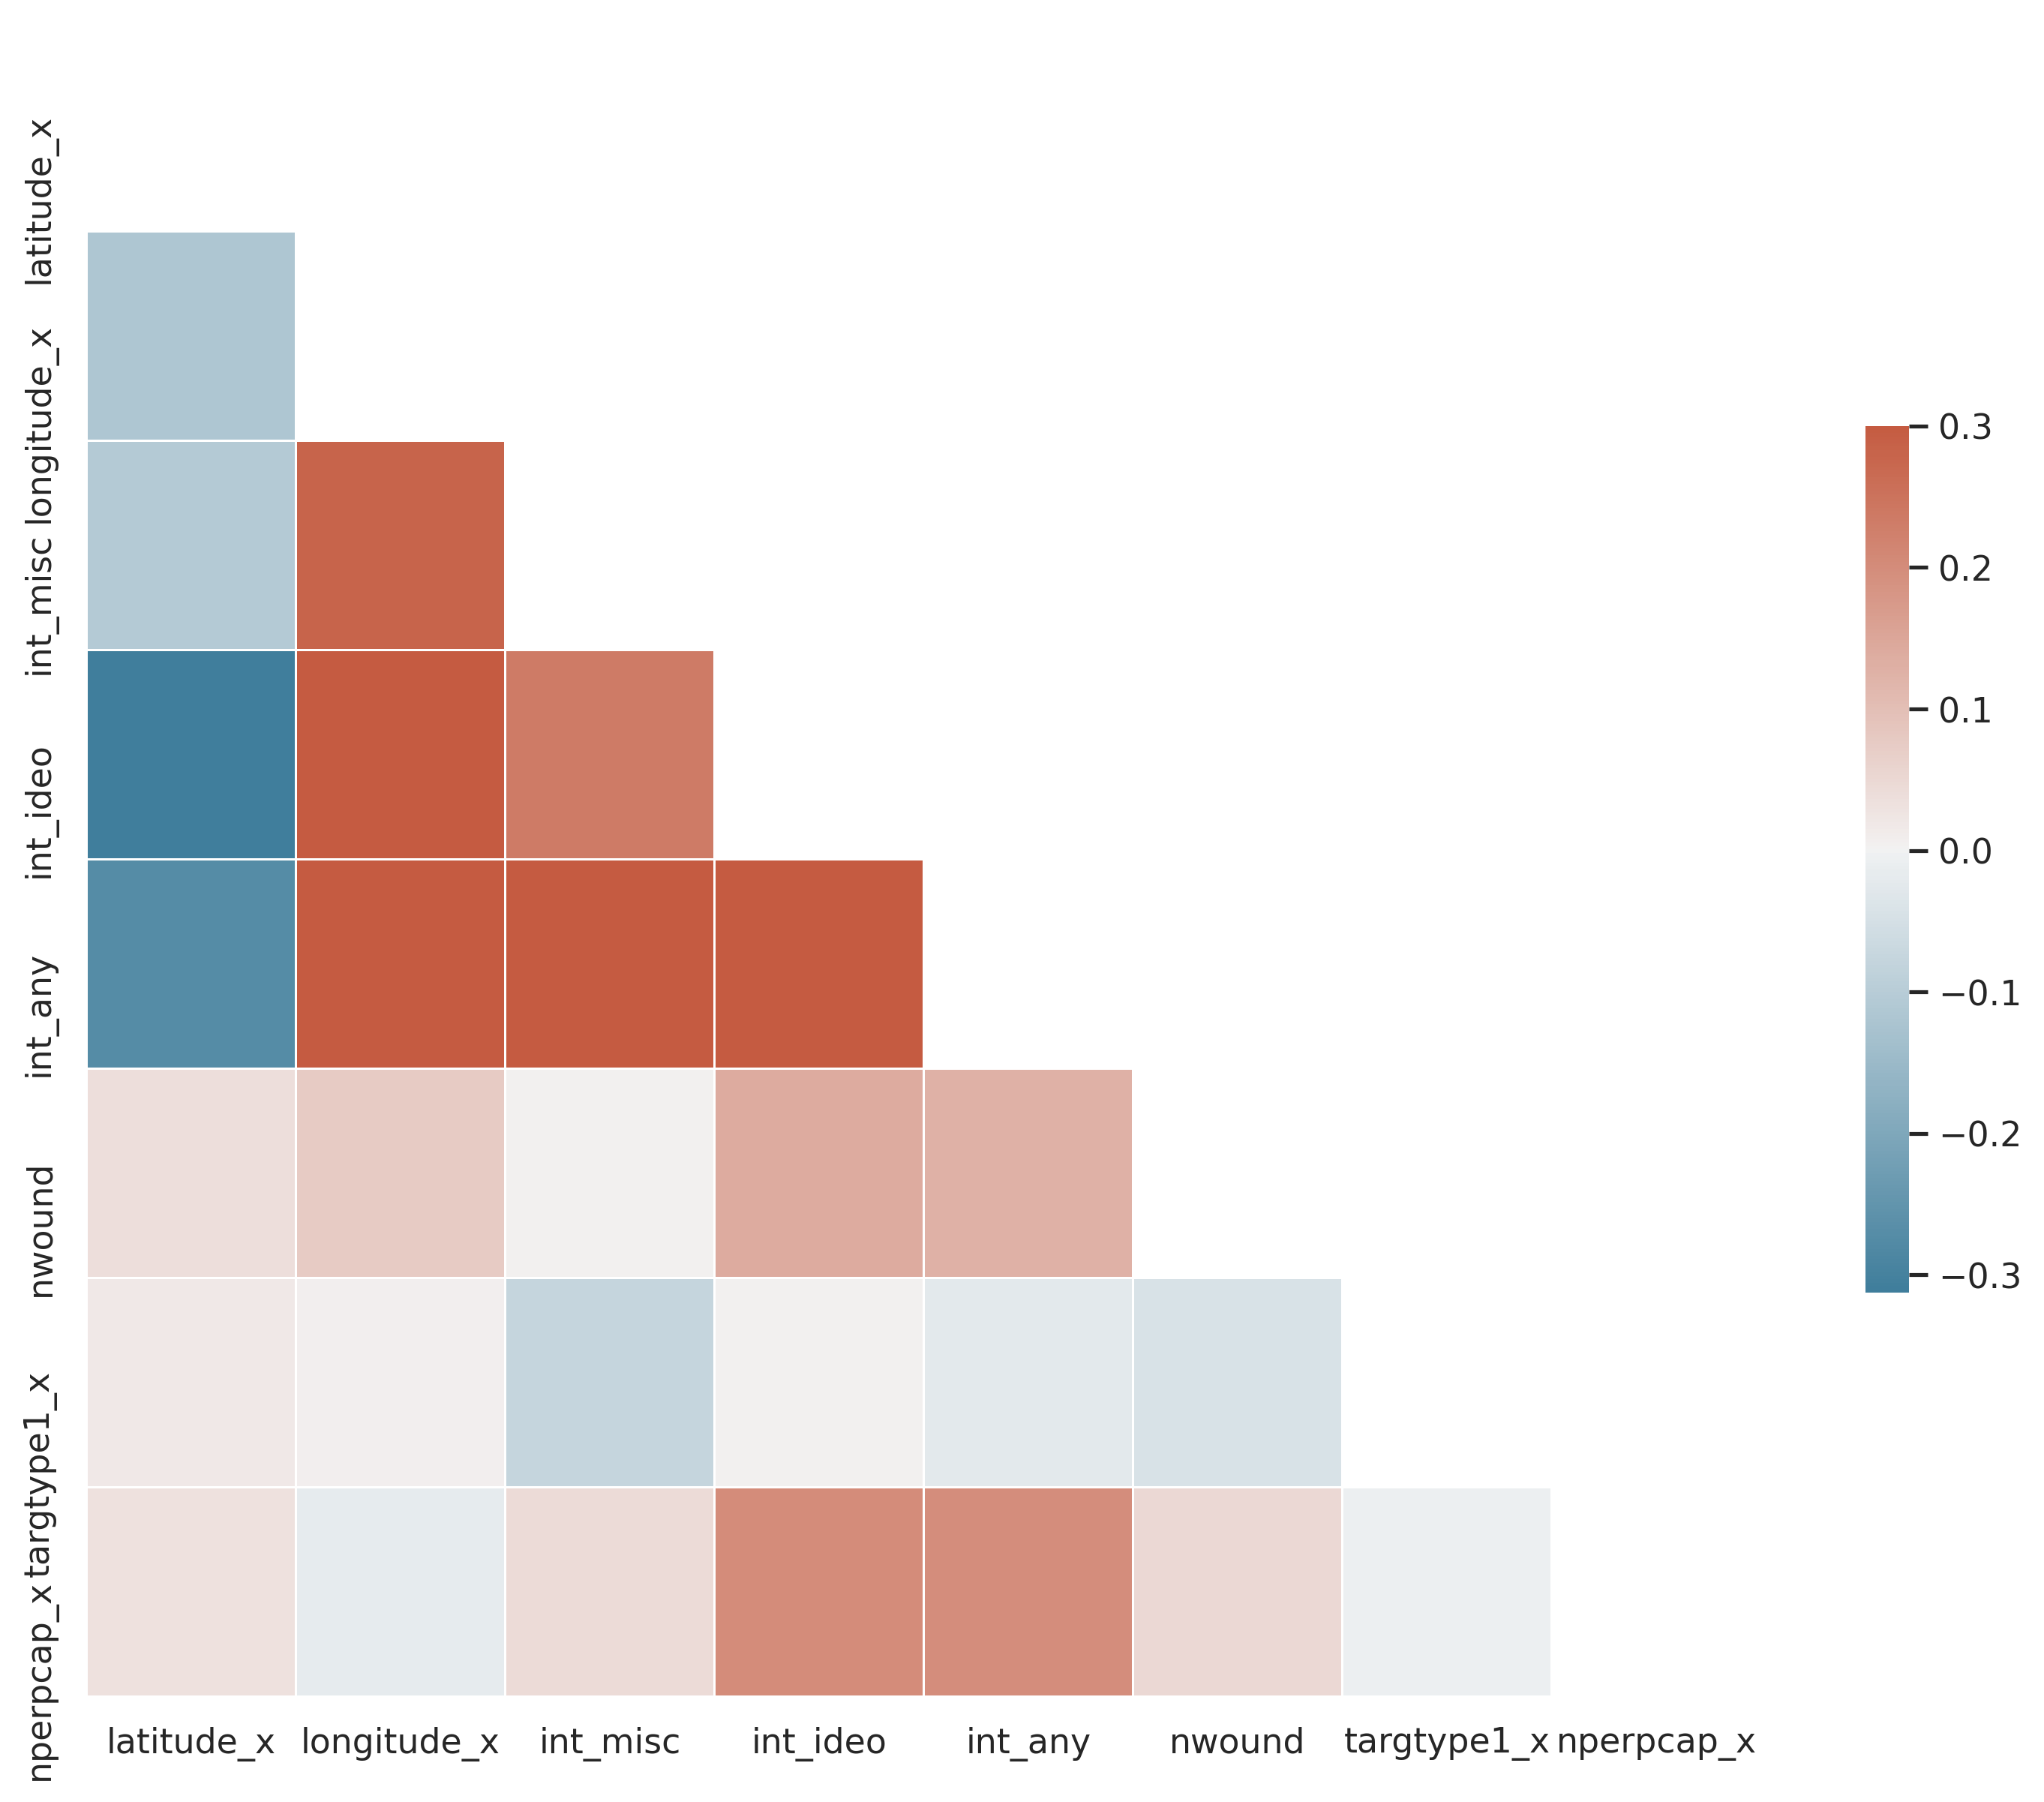 latitude_x
longitude_x
int_misc
int_ideo
int_any
nwound
targtype1_x
nperpcap_x
latitude_x longitude_x int_misc int_ideo int_any nwound targtype1_x nperpcap_x
0.3
0.2
0.1
0.0
−0.1
−0.2
−0.3